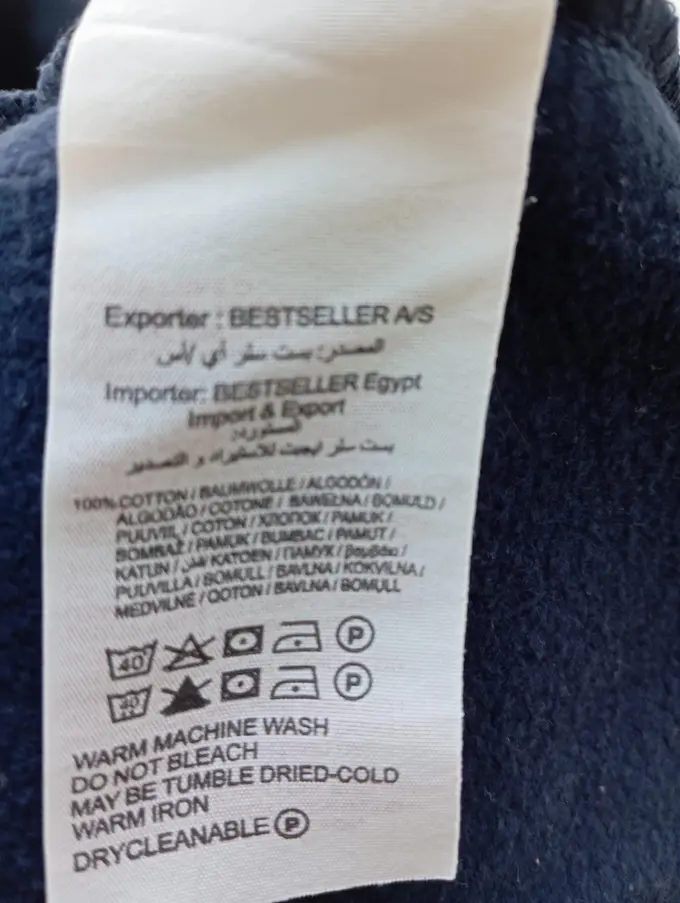 Exporter : BESTSELLER A/S
المصدر: بست سلر أي /أس
Importer: BESTSELLER Egypt
Import & Export
المستورد:
بست سلر ايجبت للاستيراد و التصدير
100% COTTON / BAUMWOLLE / ALGODÓN /
ALGODÃO / COTONE / BAWEŁNA / BOMULD /
PUUVILL / COTON / ХЛОПОК / PAMUK /
BOMBAŽ / PAMUK / BUMBAC / PAMUT /
KATUN / قطن / KATOEN / ПАМУК / βαμβάκι /
PUUVILLA / BOMULL / BAVLNA / KOKVILNA /
MEDVILNĖ / COTON / BAVLNA / BOMULL
40
P
40
P
WARM MACHINE WASH
DO NOT BLEACH
MAY BE TUMBLE DRIED-COLD
WARM IRON
DRYCLEANABLE P